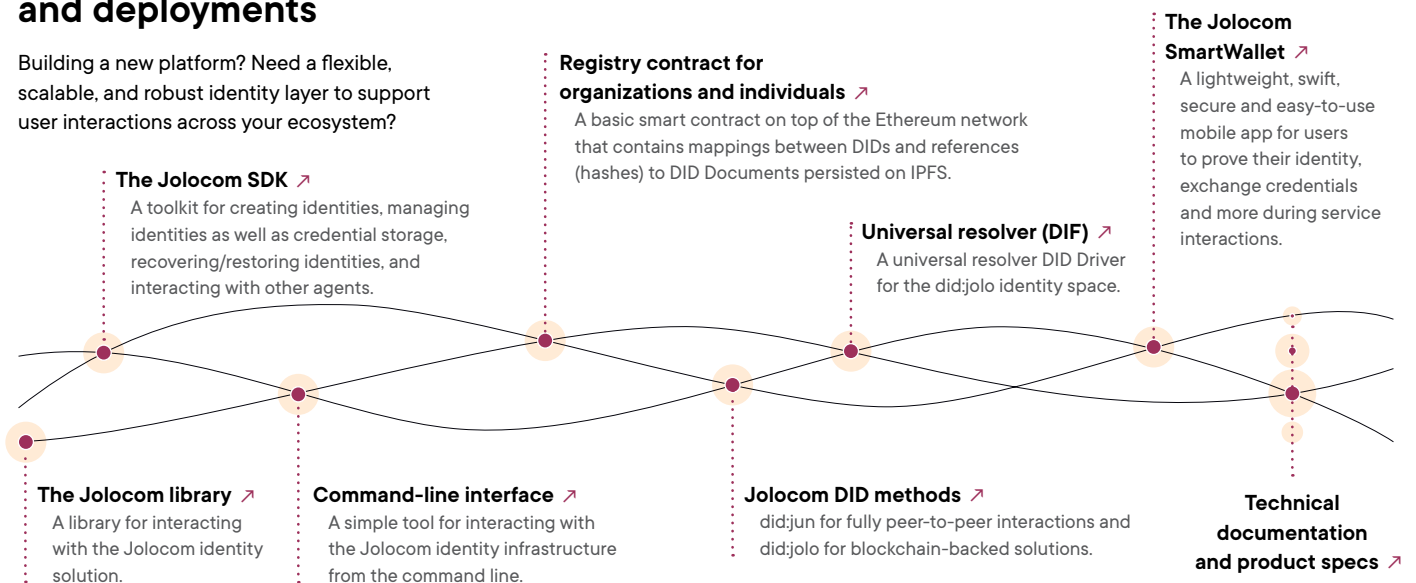 and deployments
Building a new platform? Need a flexible,
scalable, and robust identity layer to support
user interactions across your ecosystem?
The Jolocom SDK ↗
A toolkit for creating identities, managing
identities as well as credential storage,
recovering/restoring identities, and
interacting with other agents.
Registry contract for
organizations and individuals ↗
A basic smart contract on top of the Ethereum network
that contains mappings between DIDs and references
(hashes) to DID Documents persisted on IPFS.
Universal resolver (DIF) ↗
A universal resolver DID Driver
for the did:jolo identity space.
The Jolocom
SmartWallet ↗
A lightweight, swift,
secure and easy-to-use
mobile app for users
to prove their identity,
exchange credentials
and more during service
interactions.
The Jolocom library ↗
A library for interacting
with the Jolocom identity
solution.
Command-line interface ↗
A simple tool for interacting with
the Jolocom identity infrastructure
from the command line.
Jolocom DID methods ↗
did:jun for fully peer-to-peer interactions and
did:jolo for blockchain-backed solutions.
Technical
documentation
and product specs ↗